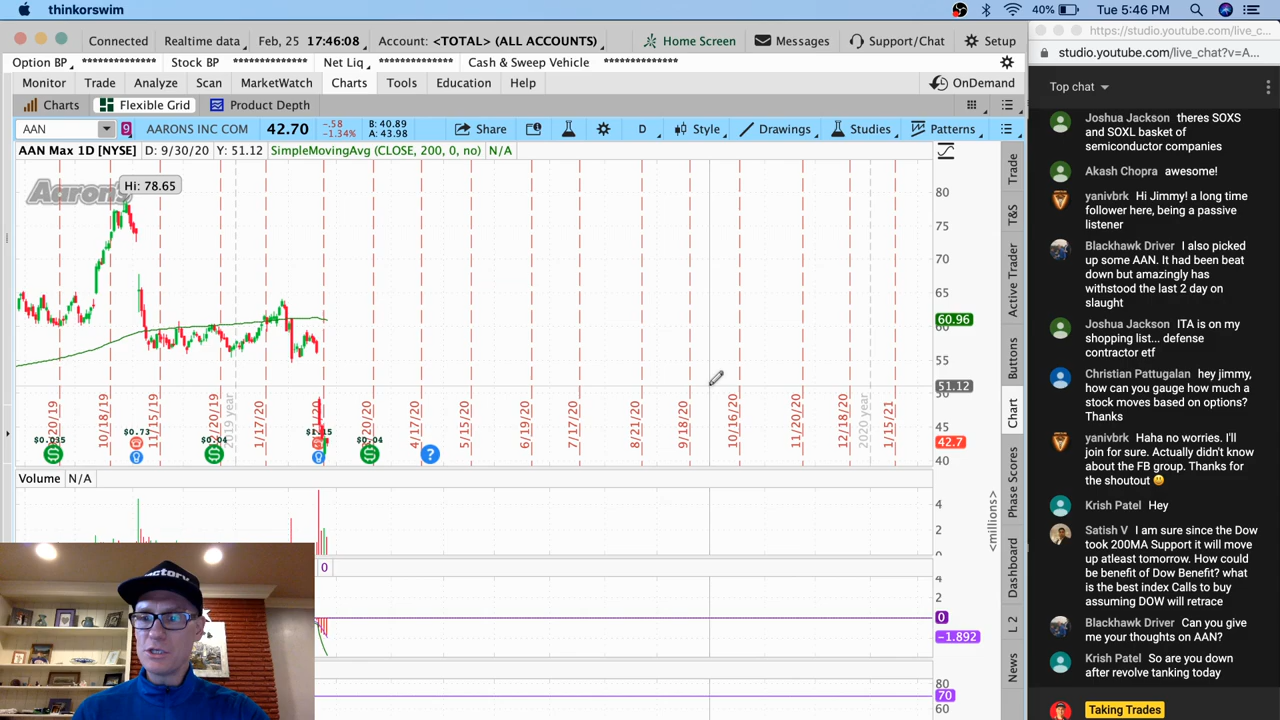 thinkorswim
40%
Tue 5:46 PM
Connected
Realtime data
Feb, 25
17:46:08
Account: <TOTAL> (ALL ACCOUNTS)
Home Screen
Messages
Support/Chat
Setup
https://studio.youtube.com/live_c...
Option BP
**************
Stock BP
**************
Net Liq
**************
Cash & Sweep Vehicle
**************
studio.youtube.com/live_chat?v=A...
Monitor
Trade
Analyze
Scan
MarketWatch
Charts
Tools
Education
Help
OnDemand
Charts
Flexible Grid
Product Depth
Top chat
AAN
9
AARONS INC COM
42.70
-.58
-1.34%
B: 40.89
A: 43.98
Share
D
Style
Drawings
Studies
Patterns
AAN Max 1D [NYSE]
D: 9/30/20
Y: 51.12
SimpleMovingAvg (CLOSE, 200, 0, no)
N/A
Aaron's
Hi: 78.65
80
75
70
65
60.96
60
55
51.12
50
45
42.7
40
10/18/19
11/15/19
2019 year
1/17/20
4/17/20
5/15/20
6/19/20
7/17/20
8/21/20
9/18/20
10/16/20
11/20/20
12/18/20
2020 year
1/15/21
$0.035
$0.73
$0.04
$1.15
$0.04
Volume
N/A
4
2
0
<millions>
0
4
2
0
-1.892
80
70
60
Trade
T&S
Active Trader
Buttons
Chart
Phase Scores
Dashboard
L 2
News
Joshua Jackson theres SOXS
and SOXL basket of
semiconductor companies
Akash Chopra awesome!
yanivbrk Hi Jimmy! a long time
follower here, being a passive
listener
Blackhawk Driver I also picked
up some AAN. It had been beat
down but amazingly has
withstood the last 2 day on
slaught
Joshua Jackson ITA is on my
shopping list... defense
contractor etf
Christian Pattugalan hey jimmy,
how can you gauge how much a
stock moves based on options?
Thanks
yanivbrk Haha no worries. I'll
join for sure. Actually didn't know
about the FB group. Thanks for
the shoutout
Krish Patel Hey
Satish V I am sure since the Dow
took 200MA Support it will move
up atleast tomorrow. How could
be benefit of Dow Benefit? what
is the best index Calls to buy
assuming DOW will retrace
Blackhawk Driver Can you give
me your thoughts on AAN?
Krish Patel So are you down
after revolve tanking today
Taking Trades